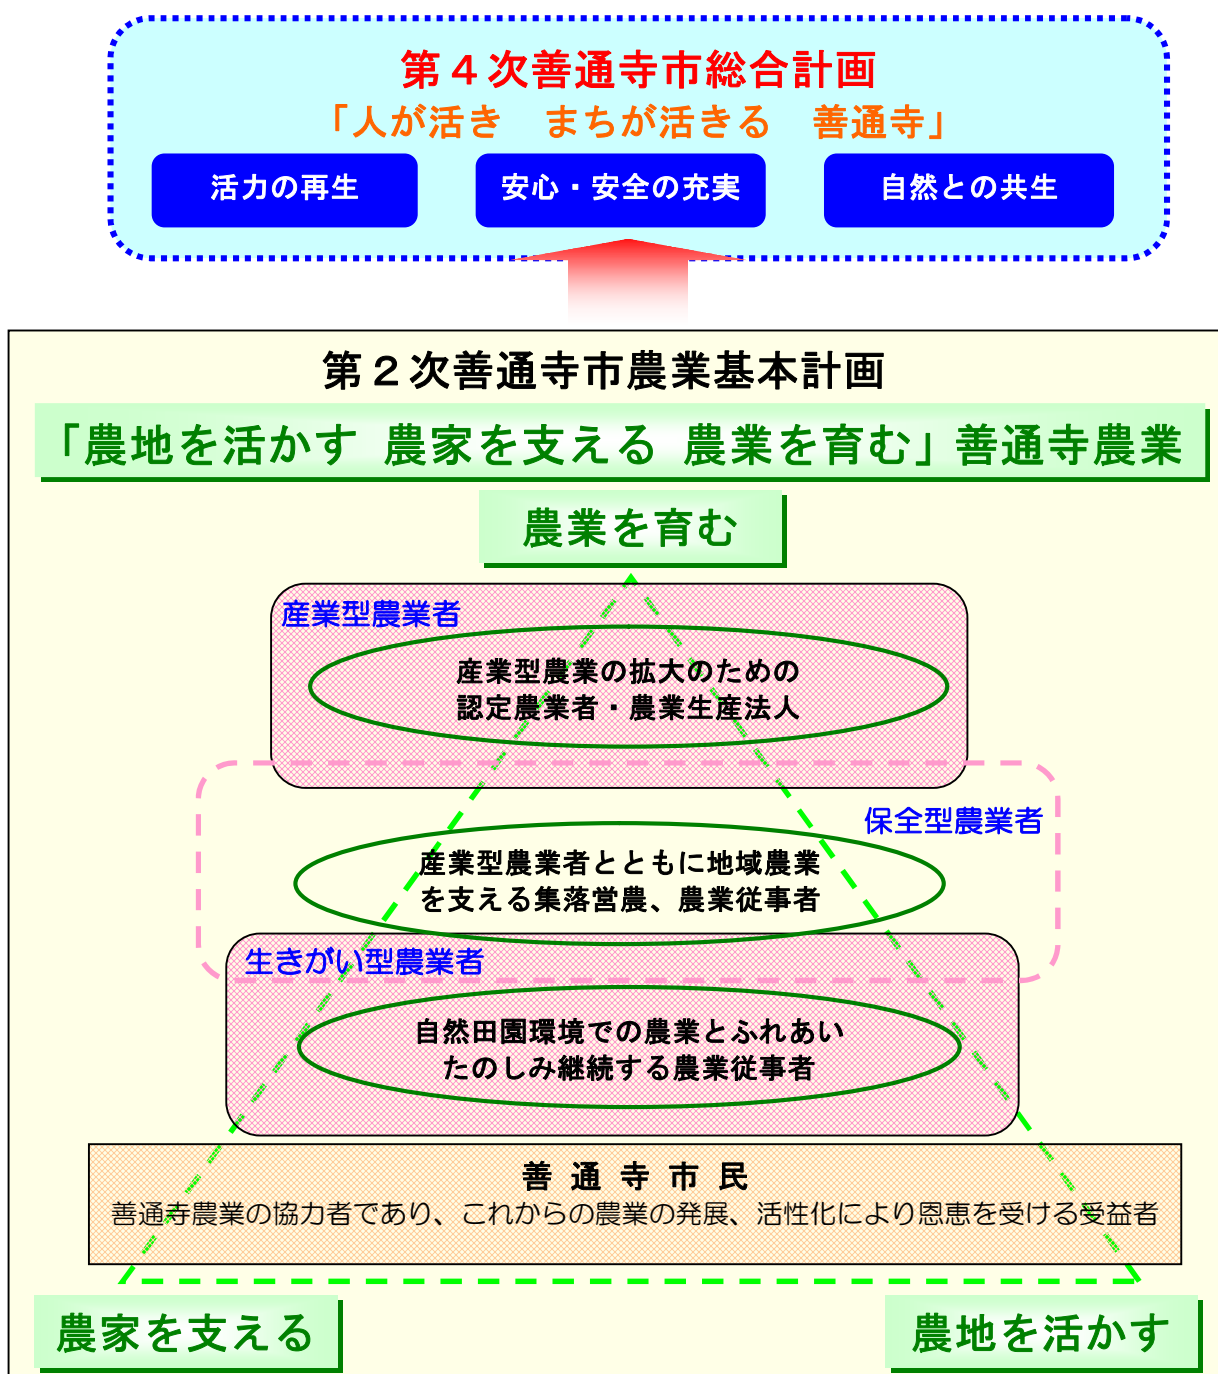 第４次善通寺市総合計画
「人が活き　まちが活きる　善通寺」
活力の再生
安心・安全の充実
自然との共生
第２次善通寺市農業基本計画
「農地を活かす 農家を支える 農業を育む」善通寺農業
農業を育む
産業型農業者
産業型農業の拡大のための
認定農業者・農業生産法人
保全型農業者
産業型農業者とともに地域農業
を支える集落営農、農業従事者
生きがい型農業者
自然田園環境での農業とふれあい
たのしみ継続する農業従事者
善 通 寺 市 民
善通寺農業の協力者であり、これからの農業の発展、活性化により恩恵を受ける受益者
農家を支える
農地を活かす